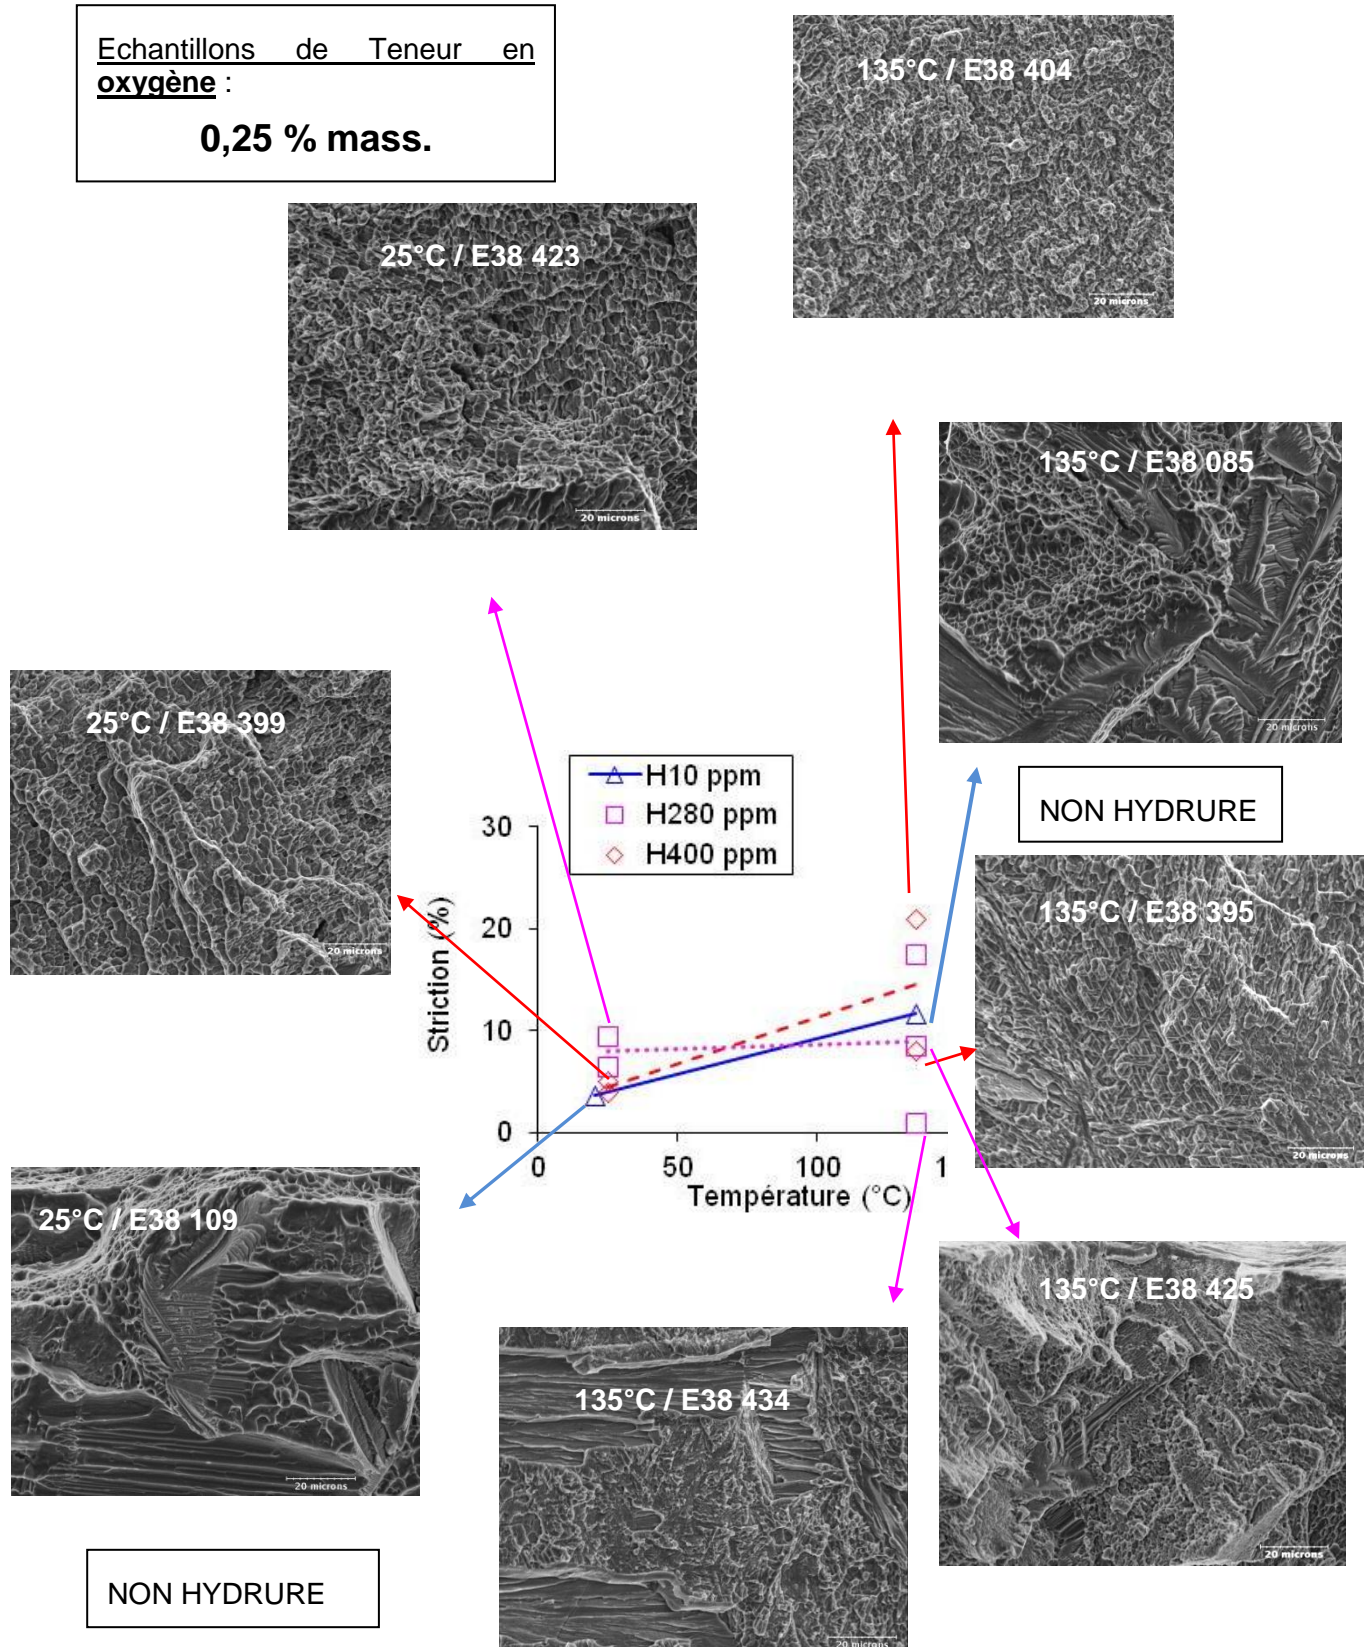 Echantillons de Teneur en
oxygène :
0,25 % mass.
135°C / E38 404
20 microns
25°C / E38 423
20 microns
135°C / E38 085
20 microns
25°C / E38 399
20 microns
NON HYDRURE
H10 ppm
H280 ppm
H400 ppm
135°C / E38 395
20 microns
Striction (%)
30
20
10
0
0 50 100 1
Température (°C)
25°C / E38 109
20 microns
135°C / E38 425
20 microns
135°C / E38 434
20 microns
NON HYDRURE